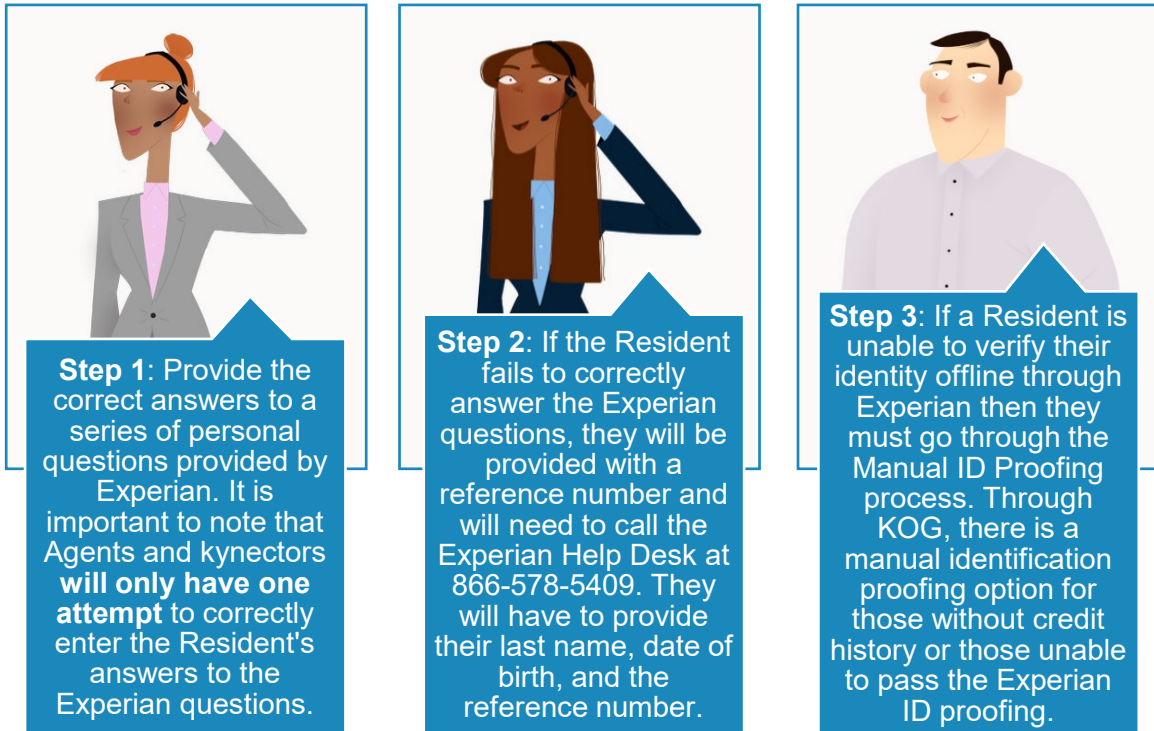 Step 1: Provide the
correct answers to a
series of personal
questions provided by
Experian. It is
important to note that
Agents and kynectors
will only have one
attempt to correctly
enter the Resident's
answers to the
Experian questions.
Step 2: If the Resident
fails to correctly
answer the Experian
questions, they will be
provided with a
reference number and
will need to call the
Experian Help Desk at
866-578-5409. They
will have to provide
their last name, date of
birth, and the
reference number.
Step 3: If a Resident is
unable to verify their
identity offline through
Experian then they
must go through the
Manual ID Proofing
process. Through
KOG, there is a
manual identification
proofing option for
those without credit
history or those unable
to pass the Experian
ID proofing.